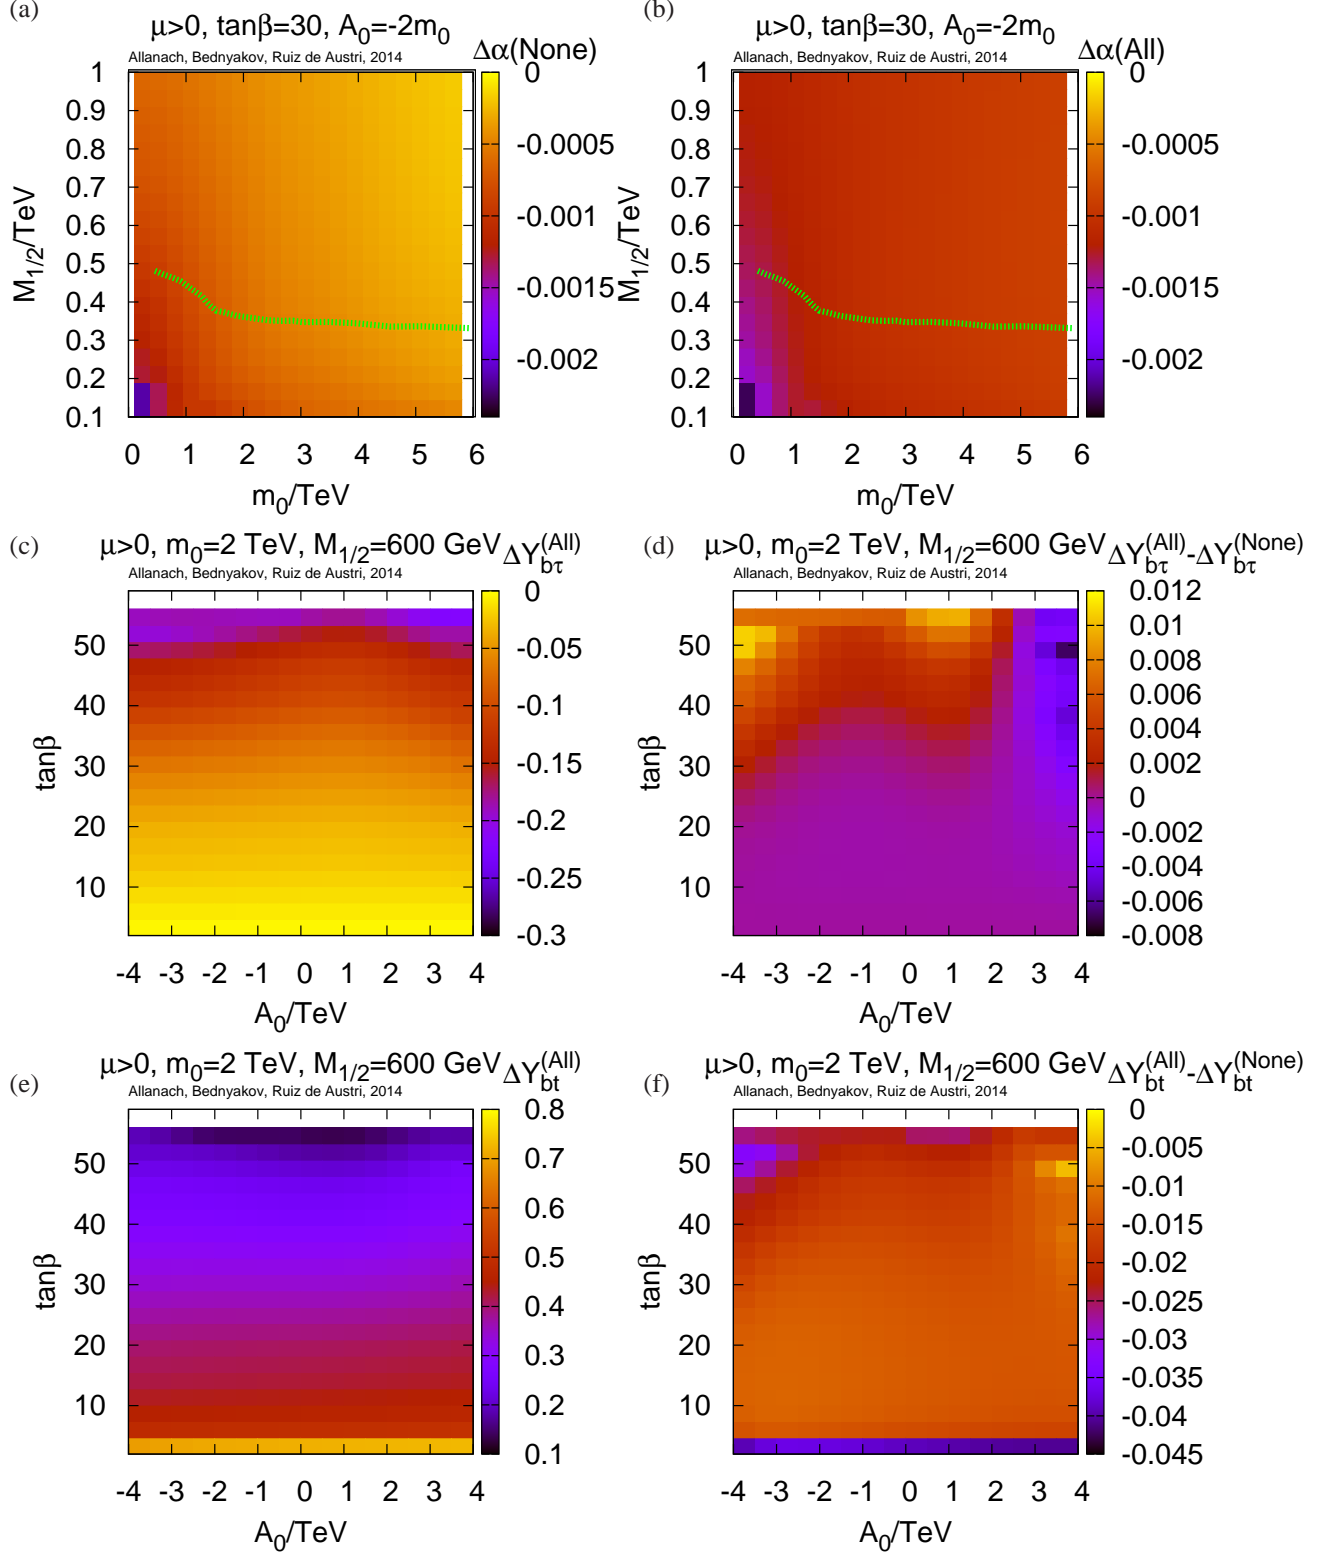 (a)
μ>0, tanβ=30, A0=-2m0
Allanach, Bednyakov, Ruiz de Austri, 2014
Δα(None)
1
0.9
0.8
0.7
0.6
0.5
0.4
0.3
0.2
0.1
M1/2/TeV
0 1 2 3 4 5 6
m0/TeV
0
-0.0005
-0.001
-0.0015
-0.002
(b)
μ>0, tanβ=30, A0=-2m0
Allanach, Bednyakov, Ruiz de Austri, 2014
Δα(All)
1
0.9
0.8
0.7
0.6
0.5
0.4
0.3
0.2
0.1
M1/2/TeV
0 1 2 3 4 5 6
m0/TeV
0
-0.0005
-0.001
-0.0015
-0.002
(c)
μ>0, m0=2 TeV, M1/2=600 GeV ΔYbτ(All)
Allanach, Bednyakov, Ruiz de Austri, 2014
50
40
30
20
10
tanβ
-4 -3 -2 -1 0 1 2 3 4
A0/TeV
0
-0.05
-0.1
-0.15
-0.2
-0.25
-0.3
(d)
μ>0, m0=2 TeV, M1/2=600 GeV ΔYbτ(All)-ΔYbτ(None)
Allanach, Bednyakov, Ruiz de Austri, 2014
50
40
30
20
10
tanβ
-4 -3 -2 -1 0 1 2 3 4
A0/TeV
0.012
0.01
0.008
0.006
0.004
0.002
0
-0.002
-0.004
-0.006
-0.008
(e)
μ>0, m0=2 TeV, M1/2=600 GeV ΔYbt(All)
Allanach, Bednyakov, Ruiz de Austri, 2014
50
40
30
20
10
tanβ
-4 -3 -2 -1 0 1 2 3 4
A0/TeV
0.8
0.7
0.6
0.5
0.4
0.3
0.2
0.1
(f)
μ>0, m0=2 TeV, M1/2=600 GeV ΔYbt(All)-ΔYbt(None)
Allanach, Bednyakov, Ruiz de Austri, 2014
50
40
30
20
10
tanβ
-4 -3 -2 -1 0 1 2 3 4
A0/TeV
0
-0.005
-0.01
-0.015
-0.02
-0.025
-0.03
-0.035
-0.04
-0.045